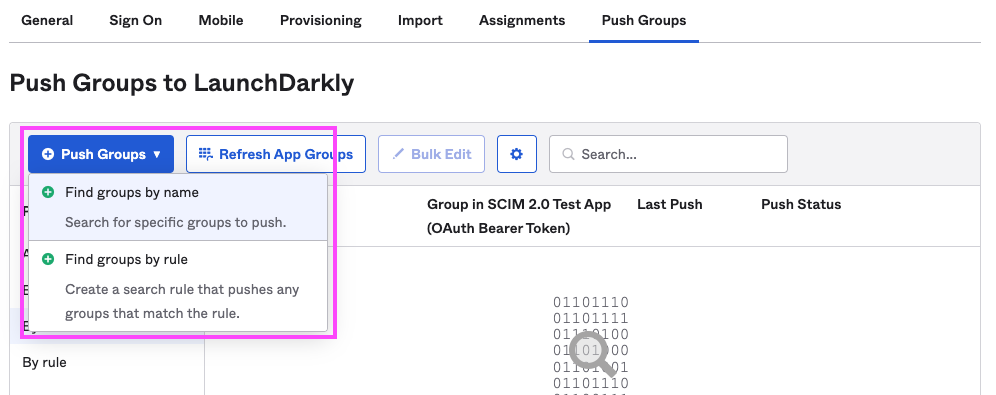 General Sign On Mobile Provisioning Import Assignments Push Groups
Push Groups to LaunchDarkly
Push Groups Refresh App Groups Bulk Edit Search...
Find groups by name
Search for specific groups to push.
Group in SCIM 2.0 Test App Last Push Push Status
(OAuth Bearer Token)
Find groups by rule
Create a search rule that pushes any
groups that match the rule.
By rule
01101110
01101111
01110100
01101000
01101001
01101110